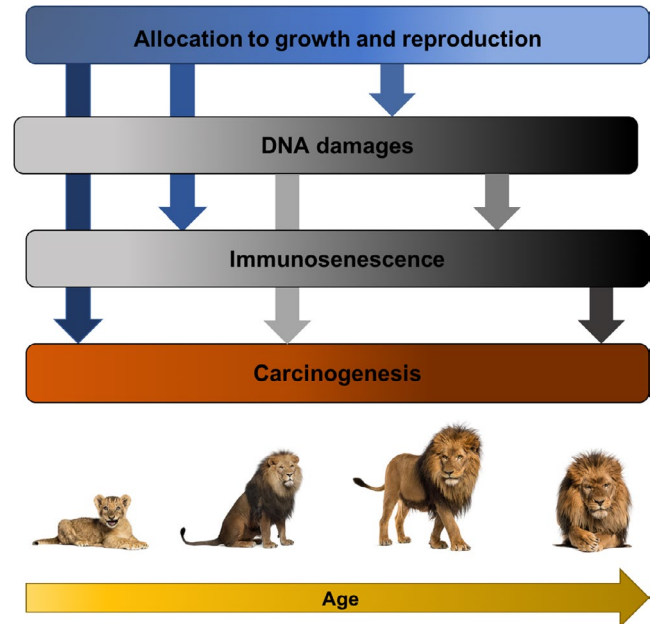 Allocation to growth and reproduction
DNA damages
Immunosenescence
Carcinogenesis
Age